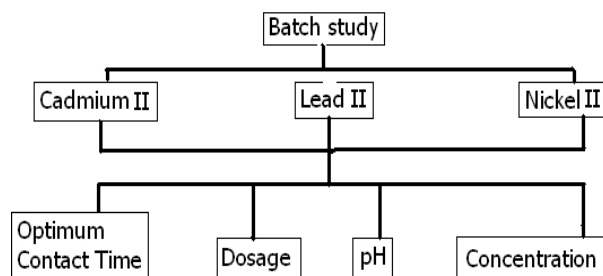 Batch study
Cadmium II
Lead II
Nickel II
Optimum
Contact Time
Dosage
pH
Concentration